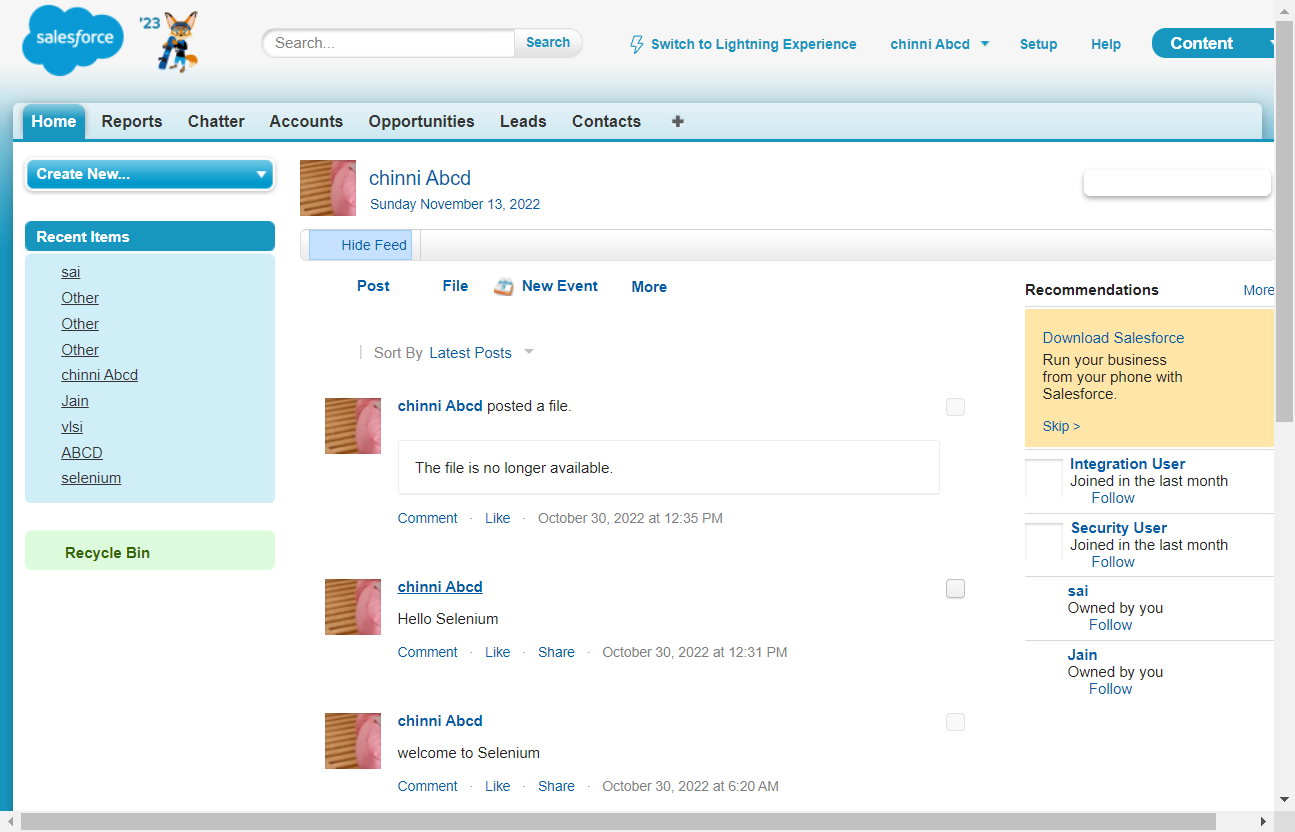 salesforce
'23
Search...
Search
Switch to Lightning Experience
chinni Abcd
Setup
Help
Content
Home
Reports
Chatter
Accounts
Opportunities
Leads
Contacts
+
Create New...
Recent Items
sai
Other
Other
Other
chinni Abcd
Jain
vlsi
ABCD
selenium
Recycle Bin
chinni Abcd
Sunday November 13, 2022
Hide Feed
Post
File
New Event
More
Sort By Latest Posts
chinni Abcd posted a file.
The file is no longer available.
Comment · Like · October 30, 2022 at 12:35 PM
chinni Abcd
Hello Selenium
Comment · Like · Share · October 30, 2022 at 12:31 PM
chinni Abcd
welcome to Selenium
Comment · Like · Share · October 30, 2022 at 6:20 AM
Recommendations
More
Download Salesforce
Run your business
from your phone with
Salesforce.
Skip >
Integration User
Joined in the last month
Follow
Security User
Joined in the last month
Follow
sai
Owned by you
Follow
Jain
Owned by you
Follow